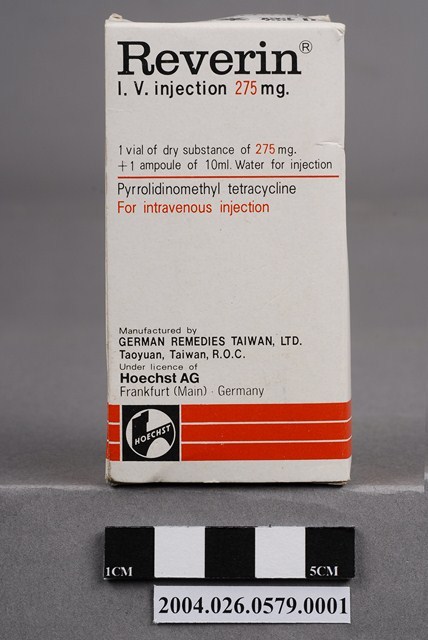 Reverin®
I. V. injection 275 mg.
1 vial of dry substance of 275 mg.
+1 ampoule of 10ml. Water for injection
Pyrrolidinomethyl tetracycline
For intravenous injection
Manufactured by
GERMAN REMEDIES TAIWAN, LTD.
Taoyuan, Taiwan, R.O.C.
Under licence of
Hoechst AG
Frankfurt (Main) - Germany
HOECHST
1CM 5CM
2004.026.0579.0001